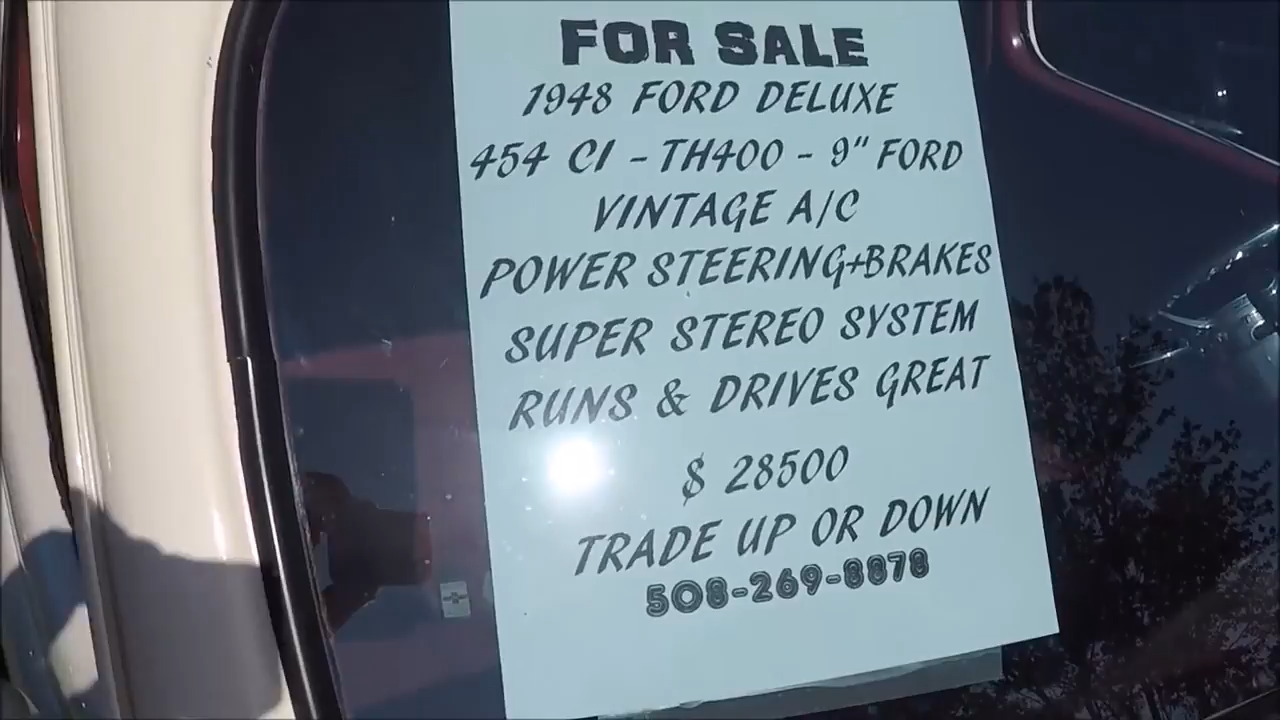 FOR SALE
1948 FORD DELUXE
454 CI - TH400 - 9" FORD
VINTAGE A/C
POWER STEERING+BRAKES
SUPER STEREO SYSTEM
RUNS & DRIVES GREAT
$ 28500
TRADE UP OR DOWN
508-269-8878